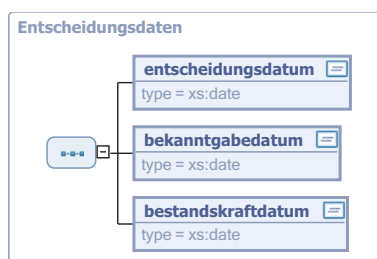 Entscheidungsdaten
entscheidungsdatum
type = xs:date
bekanntgabedatum
type = xs:date
bestandskraftdatum
type = xs:date